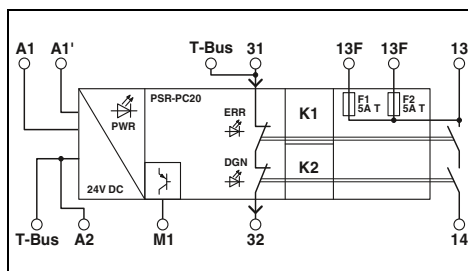 A1 A1' T-Bus 31 13F 13F 13
PSR-PC20
F1
5A T
F2
5A T
PWR
ERR
K1
DGN
K2
24V DC
T-Bus A2 M1 32 14